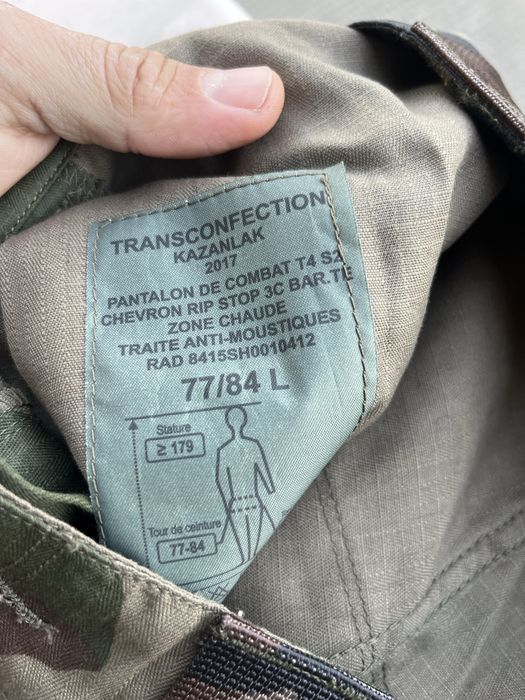 TRANSCONFECTION
KAZANLAK
2017
PANTALON DE COMBAT T4 S2
CHEVRON RIP STOP 3C BAR.TE
ZONE CHAUDE
TRAITE ANTI-MOUSTIQUES
RAD 8415SH0010412
77/84 L
Stature
≥ 179
Tour de ceinture
77-84